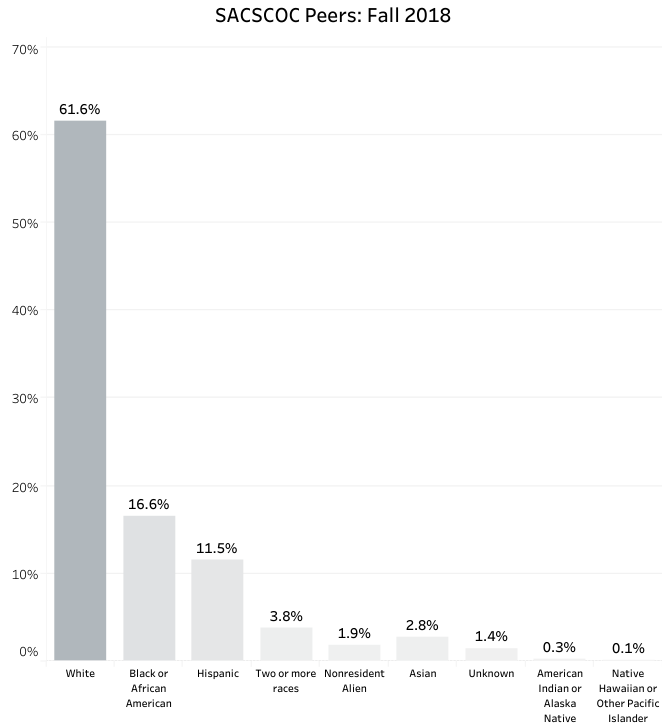 SACSCOC Peers: Fall 2018
70%
60%
50%
40%
30%
20%
10%
0%
61.6%
16.6%
11.5%
3.8%
1.9%
2.8%
1.4%
0.3%
0.1%
White
Black or
African
American
Hispanic
Two or more
races
Nonresident
Alien
Asian
Unknown
American
Indian or
Alaska
Native
Native
Hawaiian or
Other Pacific
Islander